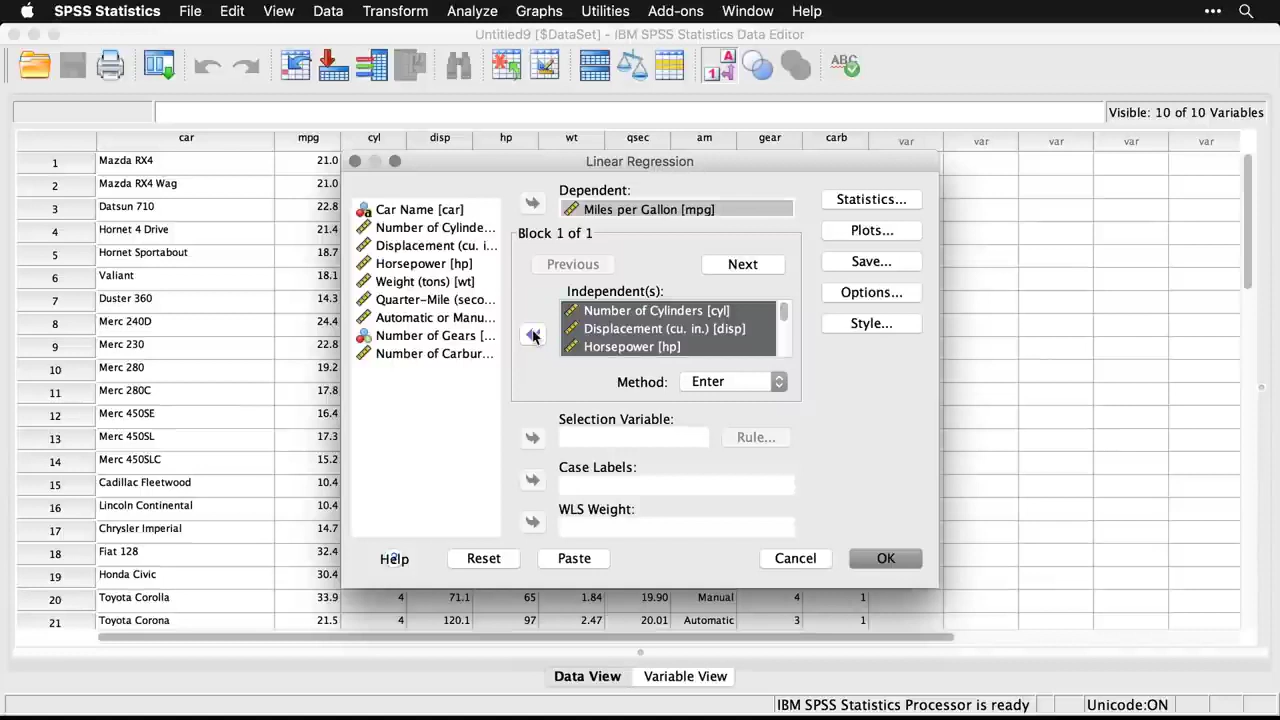 SPSS Statistics File Edit View Data Transform Analyze Graphs Utilities Add-ons Window Help
Untitled9 [$DataSet] - IBM SPSS Statistics Data Editor
Visible: 10 of 10 Variables
car mpg cyl disp hp wt qsec am gear carb var var var var var
1 Mazda RX4 21.0
2 Mazda RX4 Wag 21.0
3 Datsun 710 22.8
4 Hornet 4 Drive 21.4
5 Hornet Sportabout 18.7
6 Valiant 18.1
7 Duster 360 14.3
8 Merc 240D 24.4
9 Merc 230 22.8
10 Merc 280 19.2
11 Merc 280C 17.8
12 Merc 450SE 16.4
13 Merc 450SL 17.3
14 Merc 450SLC 15.2
15 Cadillac Fleetwood 10.4
16 Lincoln Continental 10.4
17 Chrysler Imperial 14.7
18 Fiat 128 32.4
19 Honda Civic 30.4
20 Toyota Corolla 33.9 4 71.1 65 1.84 19.90 Manual 4 1
21 Toyota Corona 21.5 4 120.1 97 2.47 20.01 Automatic 3 1
Linear Regression
Car Name [car]
Number of Cylinde...
Displacement (cu. i...
Horsepower [hp]
Weight (tons) [wt]
Quarter-Mile (seco...
Automatic or Manu...
Number of Gears [...
Number of Carbur...
Dependent:
Miles per Gallon [mpg]
Block 1 of 1
Previous Next
Independent(s):
Number of Cylinders [cyl]
Displacement (cu. in.) [disp]
Horsepower [hp]
Method: Enter
Selection Variable:
Rule...
Case Labels:
WLS Weight:
Statistics...
Plots...
Save...
Options...
Style...
Help Reset Paste Cancel OK
Data View Variable View
IBM SPSS Statistics Processor is ready Unicode:ON